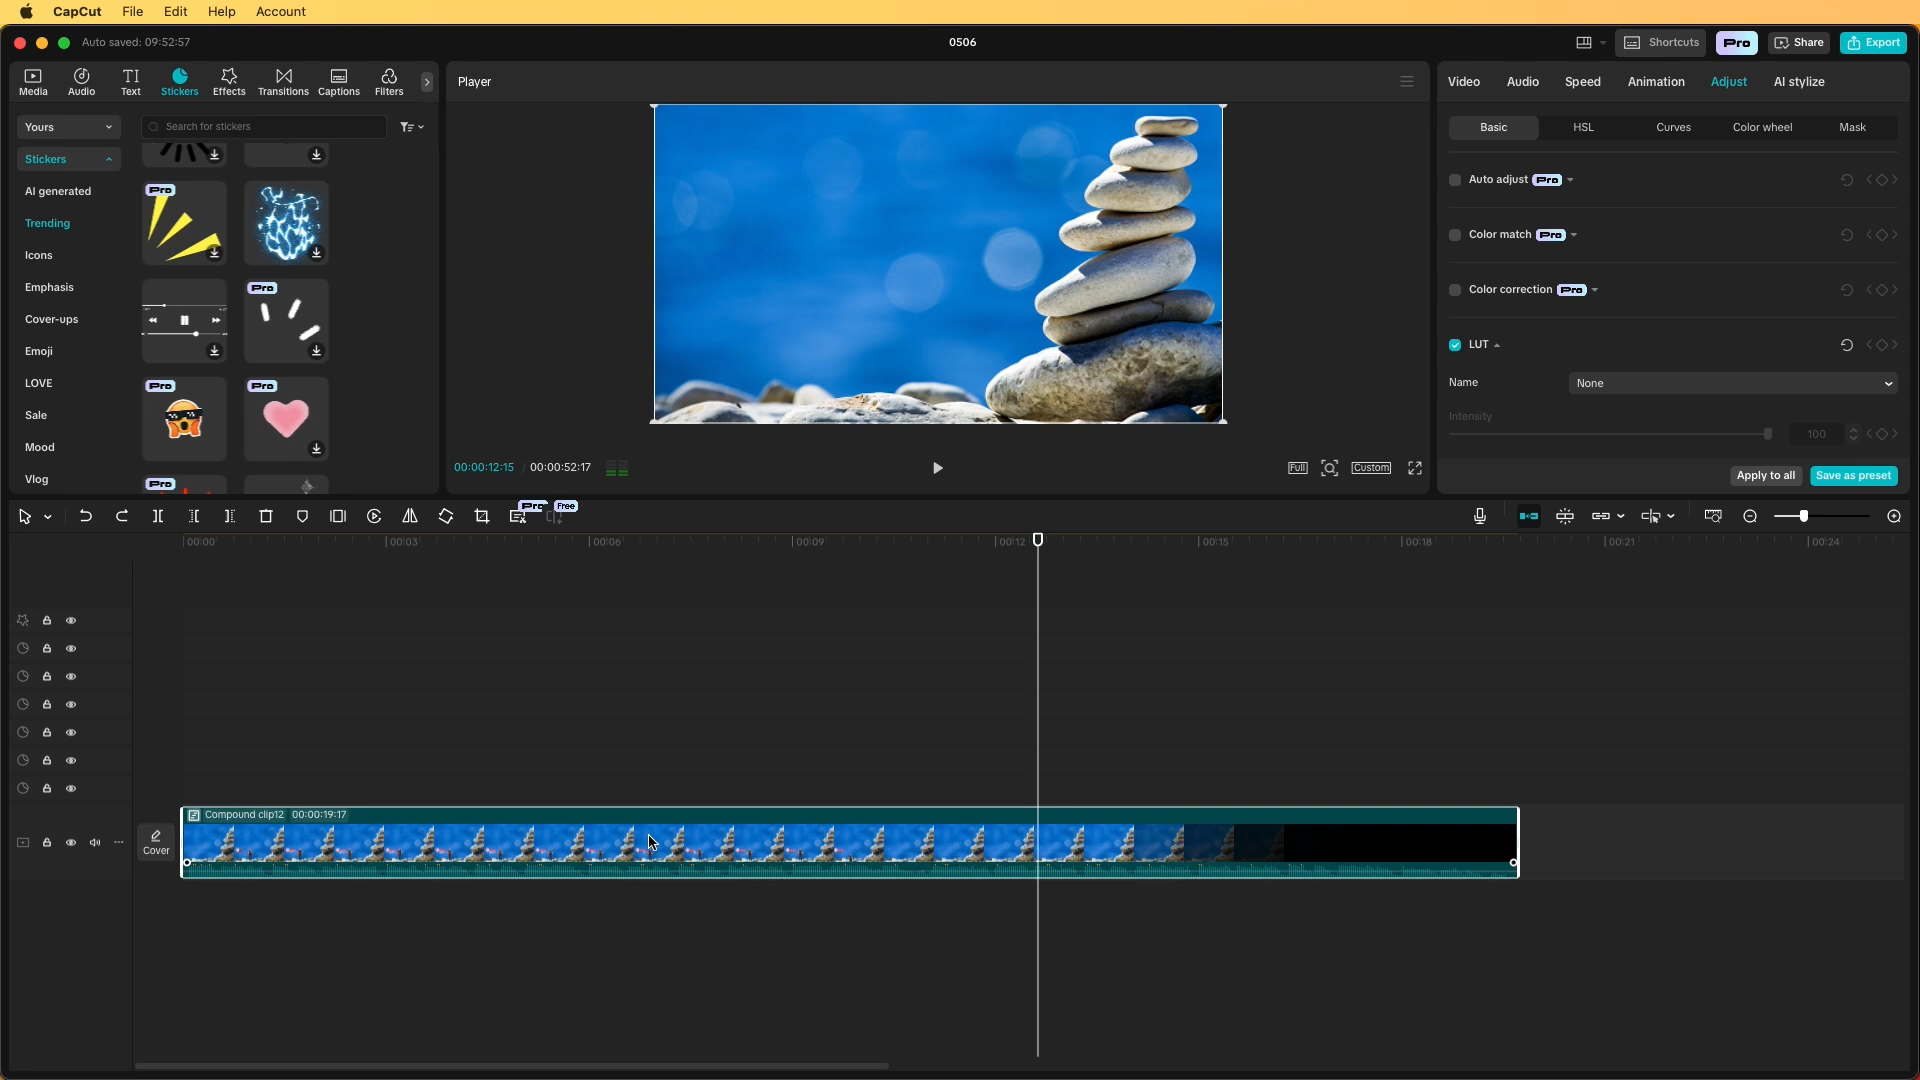 CapCut File Edit Help Account
Auto saved: 09:52:57
0506
Shortcuts
Pro
Share
Export
Media Audio Text Stickers Effects Transitions Captions Filters
Player
Video Audio Speed Animation Adjust AI stylize
Yours
Search for stickers
Basic HSL Curves Color wheel Mask
Stickers
AI generated
Trending
Icons
Emphasis
Cover-ups
Emoji
LOVE
Sale
Mood
Vlog
Pro
Pro
Pro
Pro
Pro
Auto adjust Pro
Color match Pro
Color correction Pro
LUT
Name None
Intensity
100
Apply to all Save as preset
00:00:12:15 / 00:00:52:17
Full Custom
Pro Free
00:00 00:03 00:06 00:09 00:12 00:15 00:18 00:21 00:24
Compound clip12 00:00:19:17
Cover